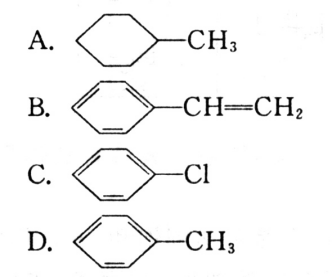 A. —CH₃
B. —CH=CH₂
C. —Cl
D. —CH₃